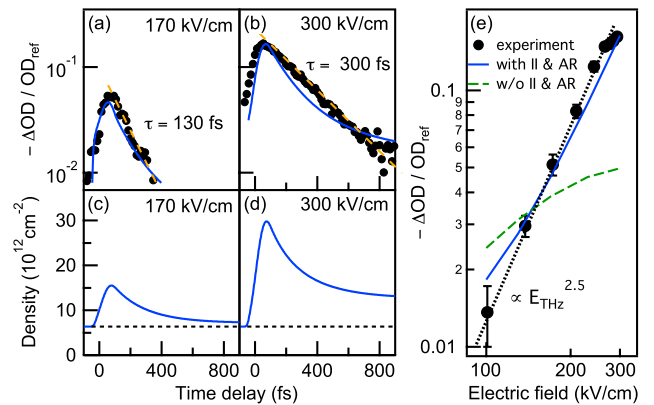 (a) 170 kV/cm
(b) 300 kV/cm
(e)
− ΔOD / OD_ref
10^-1
10^-2
τ = 130 fs
τ = 300 fs
experiment
with II & AR
w/o II & AR
− ΔOD / OD_ref
0.1
9
8
7
6
5
4
3
2
0.01
∝ E_THz^2.5
(c) 170 kV/cm
(d) 300 kV/cm
Density (10^12 cm^-2)
30
20
10
0
0 400 800
0 400 800
Time delay (fs)
100 200 300
Electric field (kV/cm)